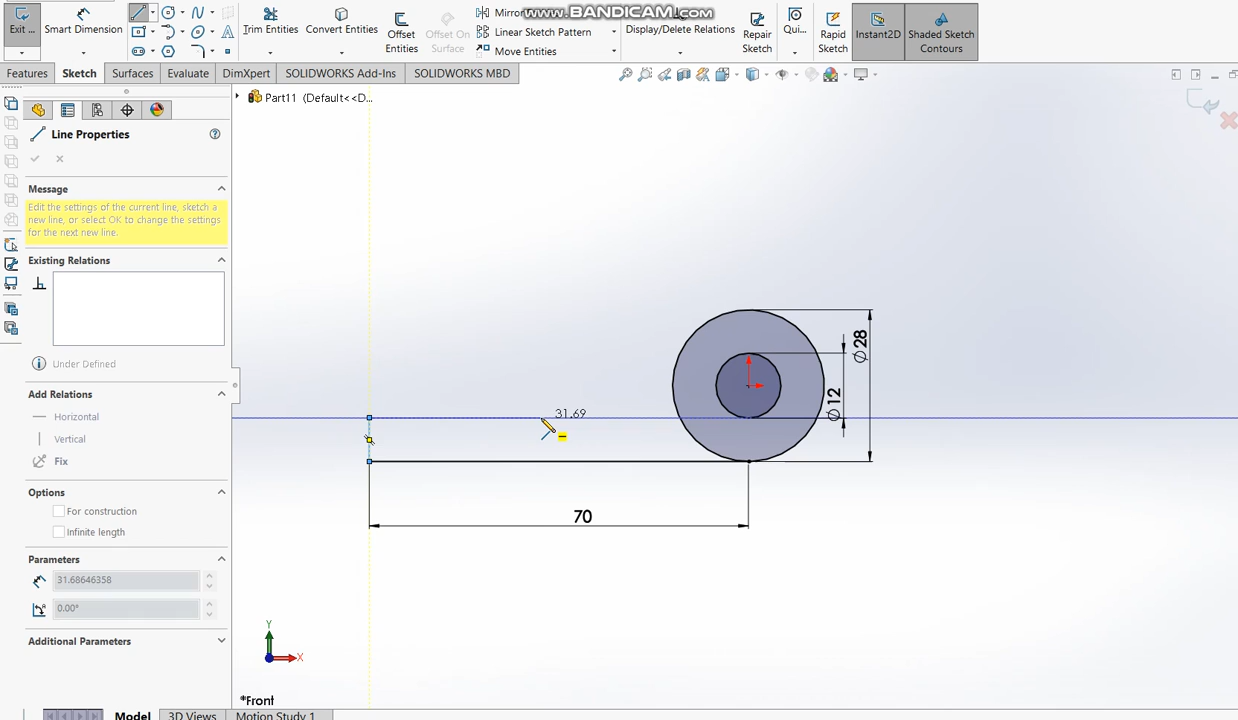 www.BANDICAM.com
Exit ...
Smart Dimension
Trim Entities
Convert Entities
Offset Entities
Offset On Surface
Mirror
Linear Sketch Pattern
Move Entities
Display/Delete Relations
Repair Sketch
Qui...
Rapid Sketch
Instant2D
Shaded Sketch Contours
Features
Sketch
Surfaces
Evaluate
DimXpert
SOLIDWORKS Add-Ins
SOLIDWORKS MBD
Part11 (Default<<D...
Line Properties
Message
Edit the settings of the current line, sketch a
new line, or select OK to change the settings
for the next new line.
Existing Relations
Under Defined
Add Relations
Horizontal
Vertical
Fix
Options
For construction
Infinite length
Parameters
31.68646358
0.00°
Additional Parameters
31.69
∅28
∅12
70
Y
X
*Front
Model
3D Views
Motion Study 1